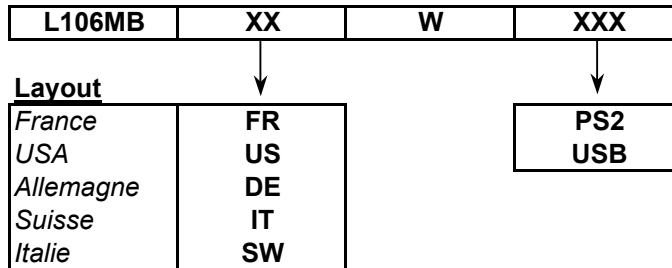 L106MB XX W XXX
Layout
France FR PS2
USA US USB
Allemagne DE
Suisse IT
Italie SW